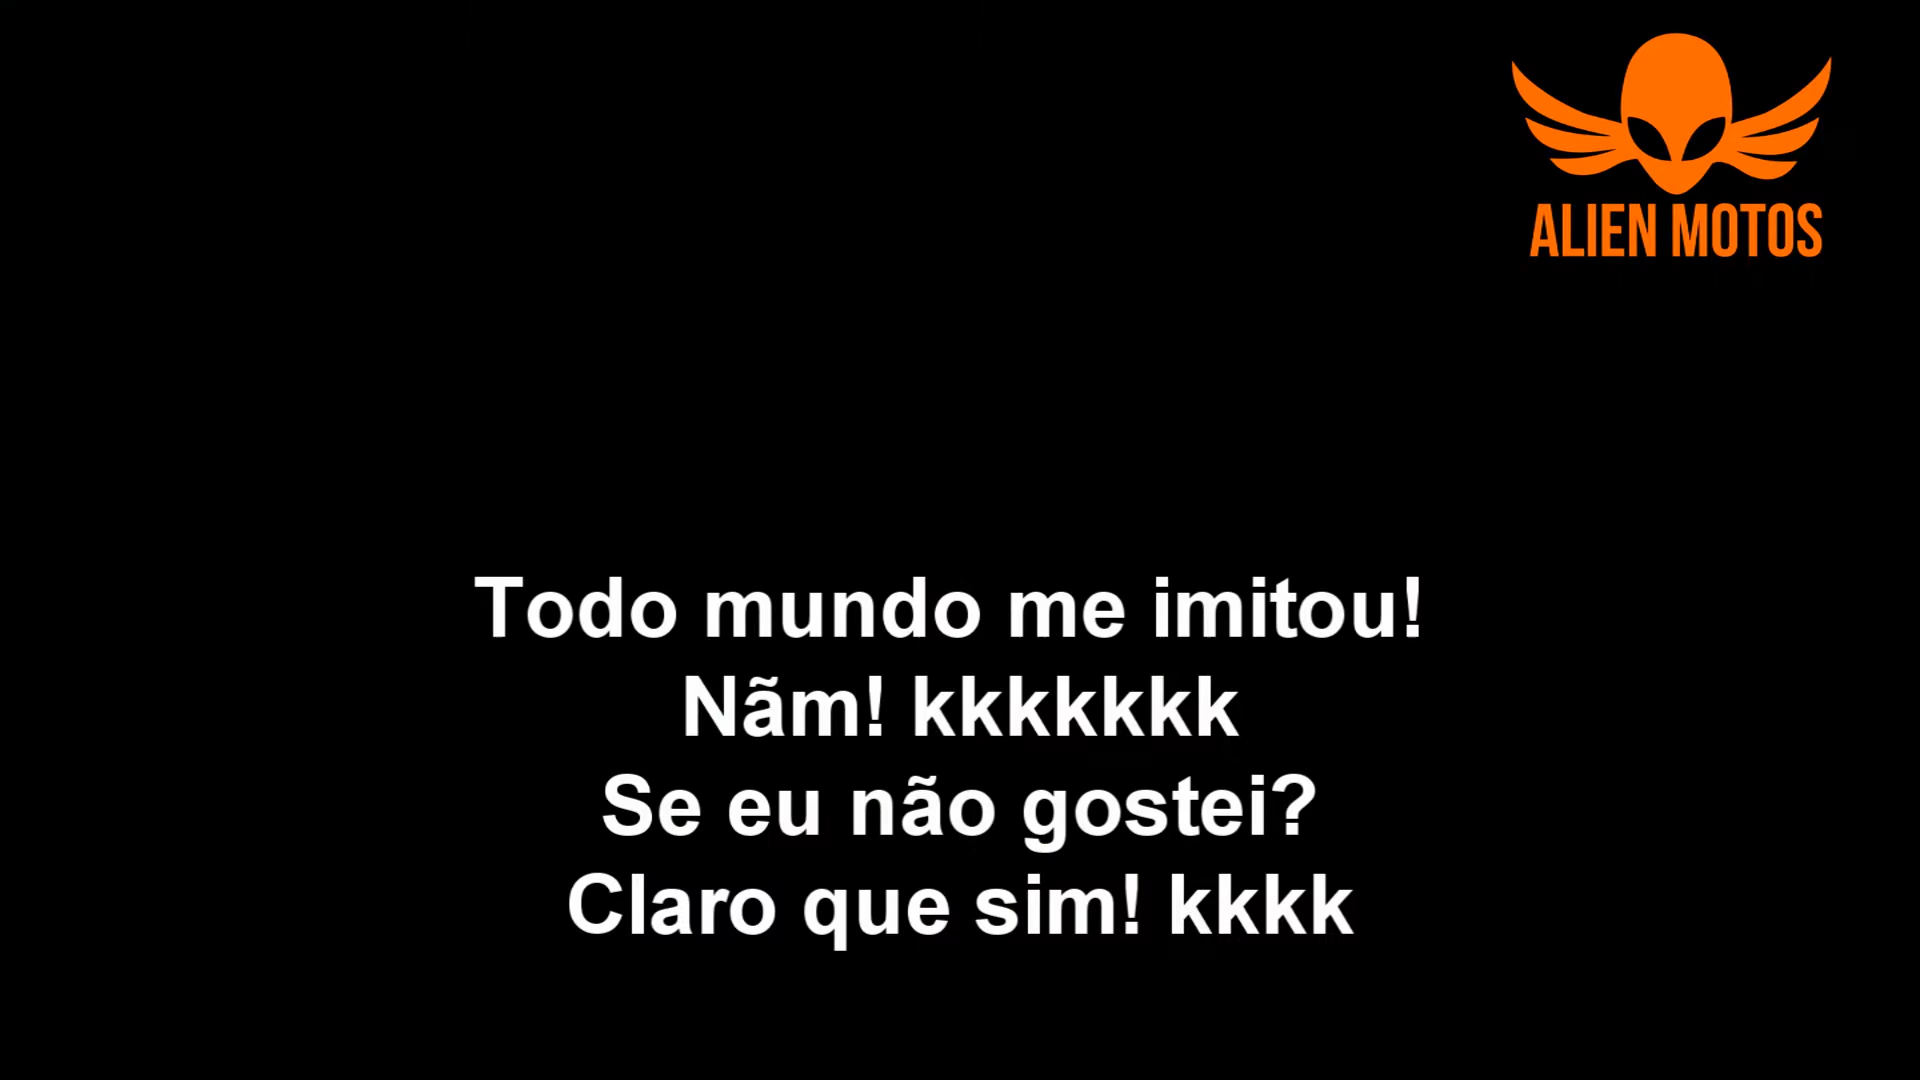 ALIEN MOTOS
Todo mundo me imitou!
Nãm! kkkkkkk
Se eu não gostei?
Claro que sim! kkkk